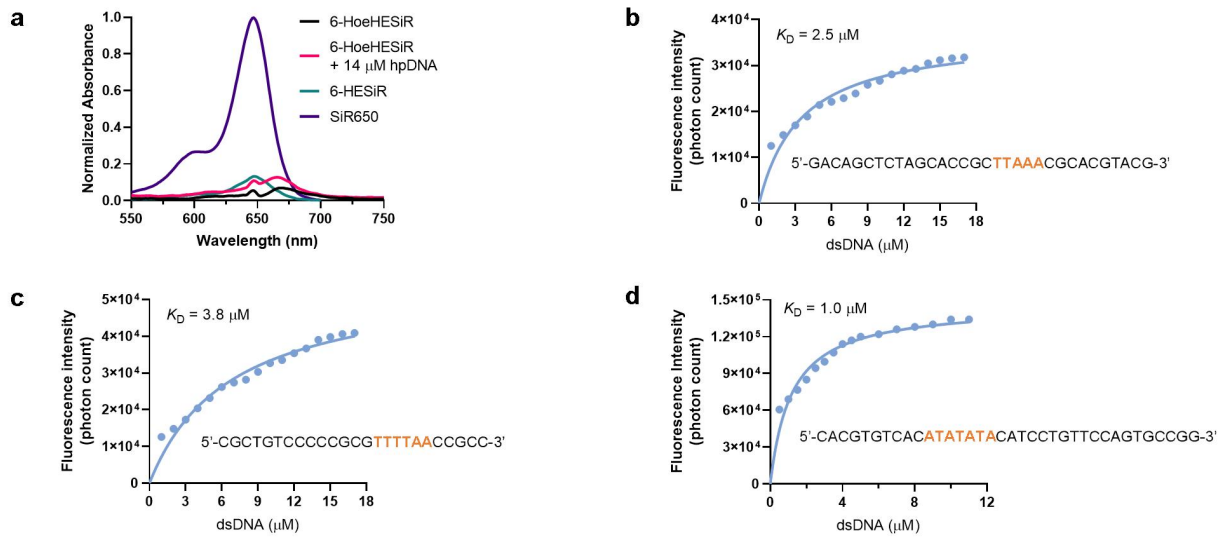 a
1.0
0.8
0.6
0.4
0.2
0.0
Normalized Absorbance
550
600
650
700
750
Wavelength (nm)
6-HoeHESiR
6-HoeHESiR
+ 14 μM hpDNA
6-HESiR
SiR650
b
4×10⁴
3×10⁴
2×10⁴
1×10⁴
0
Fluorescence intensity
(photon count)
K_D = 2.5 μM
5'-GACAGCTCTAGCACCGCTTAAACGCACGTACG-3'
0
3
6
9
12
15
18
dsDNA (μM)
c
5×10⁴
4×10⁴
3×10⁴
2×10⁴
1×10⁴
0
Fluorescence intensity
(photon count)
K_D = 3.8 μM
5'-CGCTGTCCCCCGCGTTTTAACCGCC-3'
0
3
6
9
12
15
18
dsDNA (μM)
d
1.5×10⁵
1.2×10⁵
9×10⁴
6×10⁴
3×10⁴
0
Fluorescence Intensity
(photon count)
K_D = 1.0 μM
5'-CACGTGTCACATATATACATCCTGTTCCAGTGCCGG-3'
0
4
8
12
dsDNA (μM)